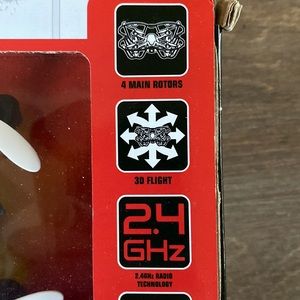 4 MAIN ROTORS
3D FLIGHT
2.4
GHz
2.4GHz RADIO
TECHNOLOGY